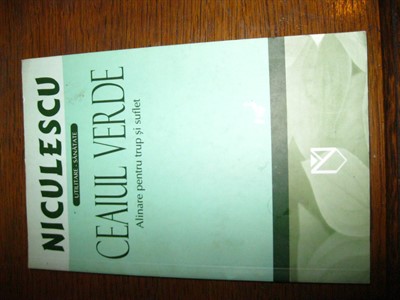 NICULESCU
UTILITARE - SĂNĂTATE
CEAIUL VERDE
Alinare pentru trup și suflet